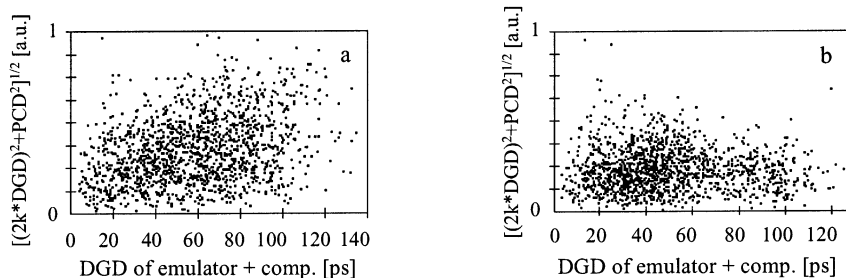 [(2k*DGD)²+PCD²]^1/2 [a.u.]
1
0
a
0 20 40 60 80 100 120 140
DGD of emulator + comp. [ps]
[(2k*DGD)²+PCD²]^1/2 [a.u.]
1
0
b
0 20 40 60 80 100 120
DGD of emulator + comp. [ps]